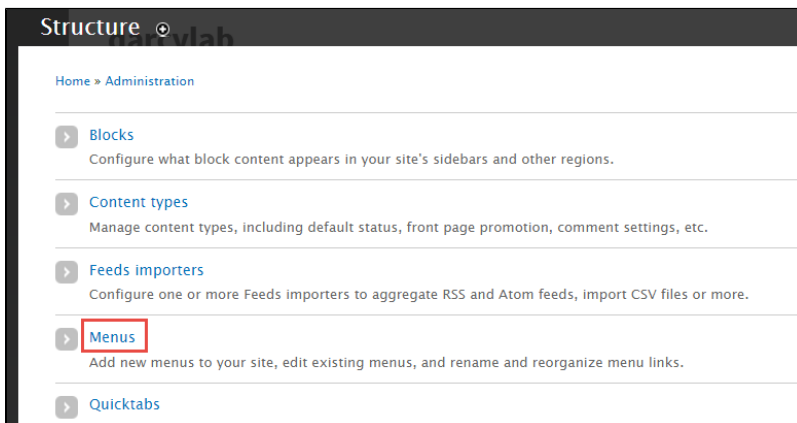 Structure
Home » Administration
Blocks
Configure what block content appears in your site's sidebars and other regions.
Content types
Manage content types, including default status, front page promotion, comment settings, etc.
Feeds importers
Configure one or more Feeds importers to aggregate RSS and Atom feeds, import CSV files or more.
Menus
Add new menus to your site, edit existing menus, and rename and reorganize menu links.
Quicktabs